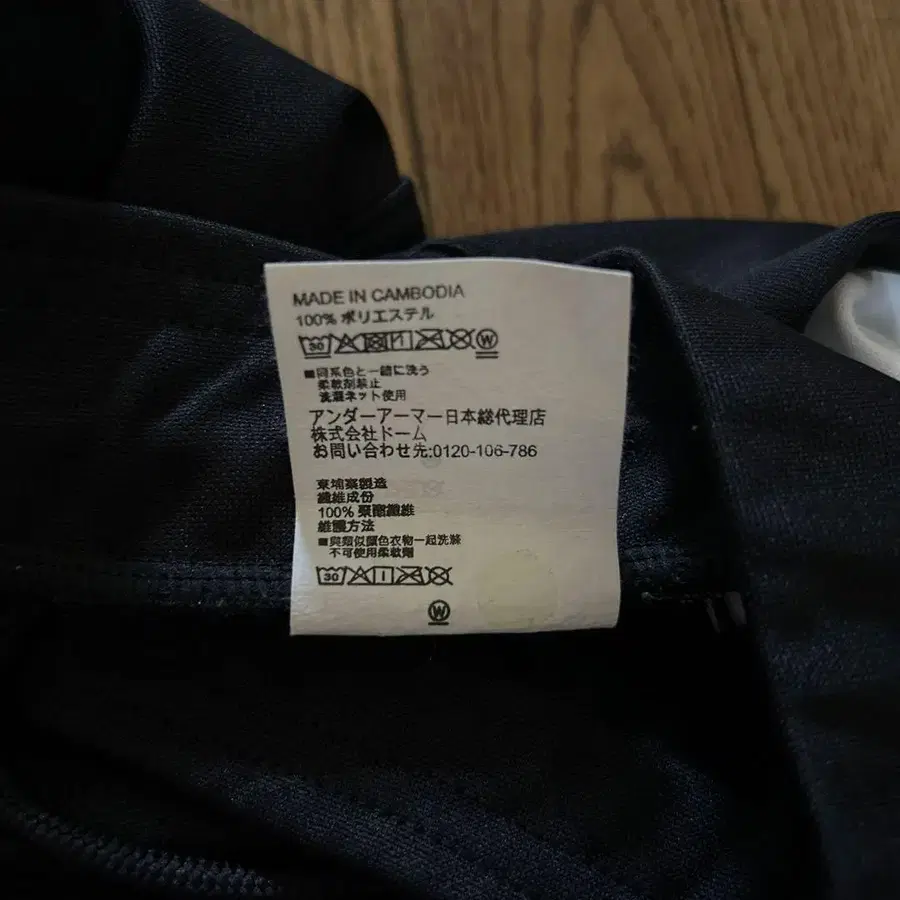 MADE IN CAMBODIA
100% ポリエステル
30 W
■同系色と一緒に洗う
柔軟剤禁止
洗濯ネット使用
アンダーアーマー日本総代理店
株式会社ドーム
お問い合わせ先:0120-106-786
柬埔寨製造
纖維成份
100% 聚酯纖維
維護方法
■與類似顏色衣物一起洗滌
不可使用柔軟劑
30
W